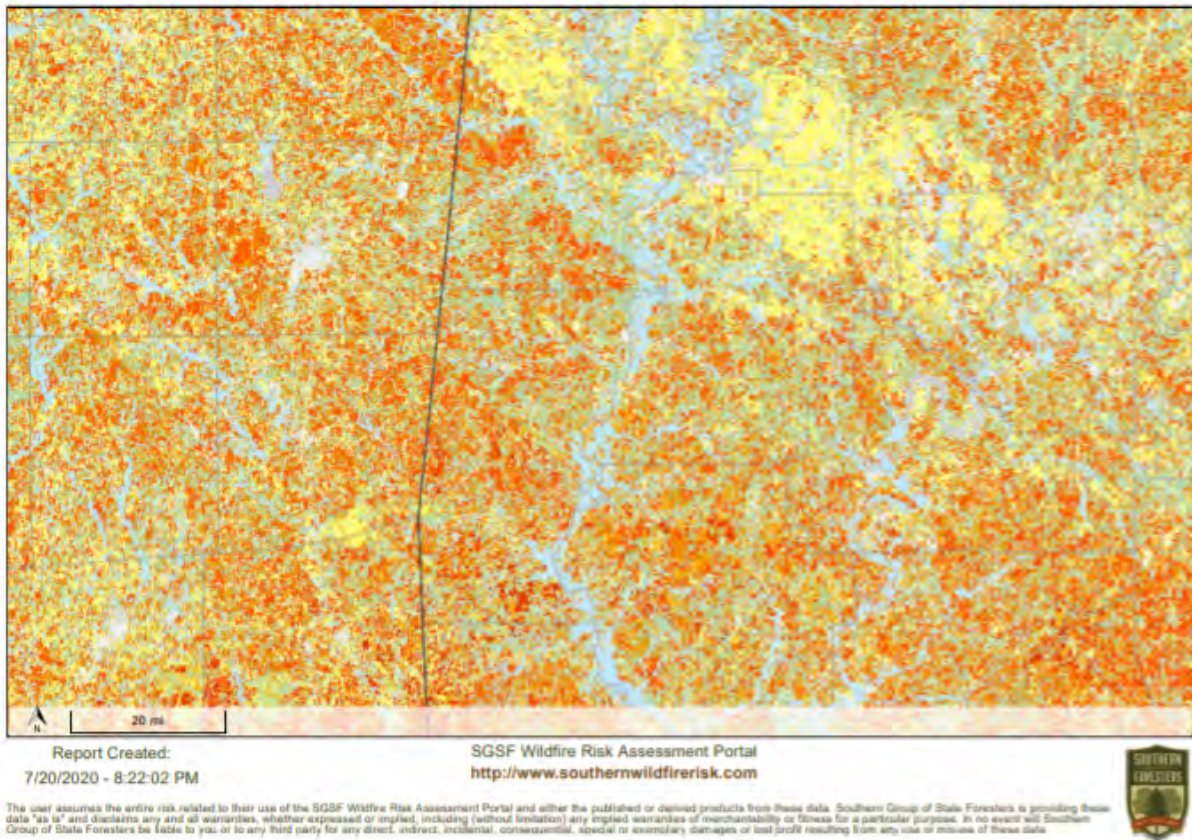 N
20 mi
Report Created:
7/20/2020 - 8:22:02 PM
SGSF Wildfire Risk Assessment Portal
http://www.southernwildfirerisk.com
SOUTHERN
FORESTERS
The user assumes the entire risk related to their use of the SGSF Wildfire Risk Assessment Portal and either the published or derived products from these data. Southern Group of State Foresters is providing these
data "as is" and disclaims any and all warranties, whether expressed or implied, including (without limitation) any implied warranties of merchantability or fitness for a particular purpose. In no event will Southern
Group of State Foresters be liable to you or to any third party for any direct, indirect, incidental, consequential, special or exemplary damages or lost profit resulting from any use or misuse of these data.